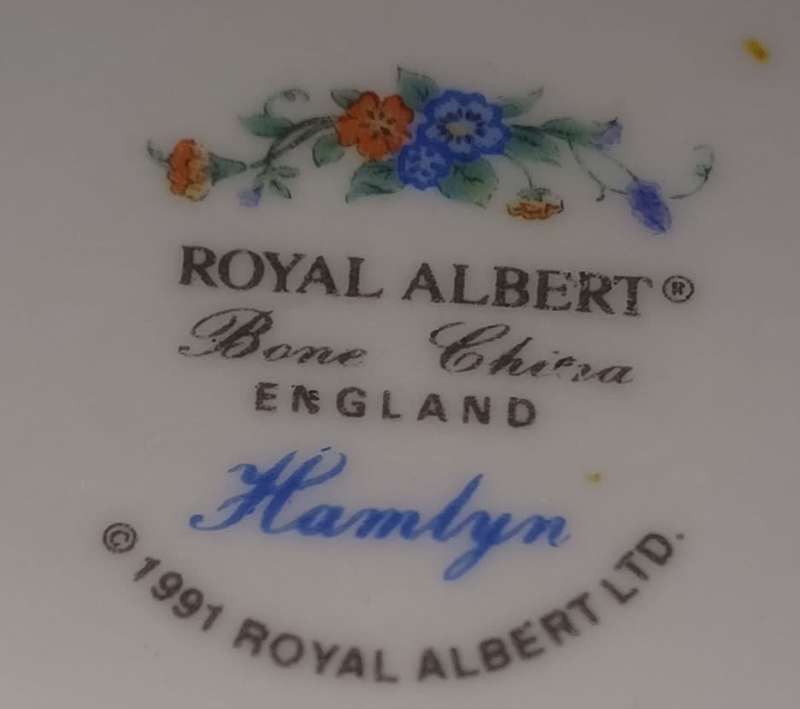 ROYAL ALBERT®
Bone China
ENGLAND
Hamlyn
© 1991 ROYAL ALBERT LTD.